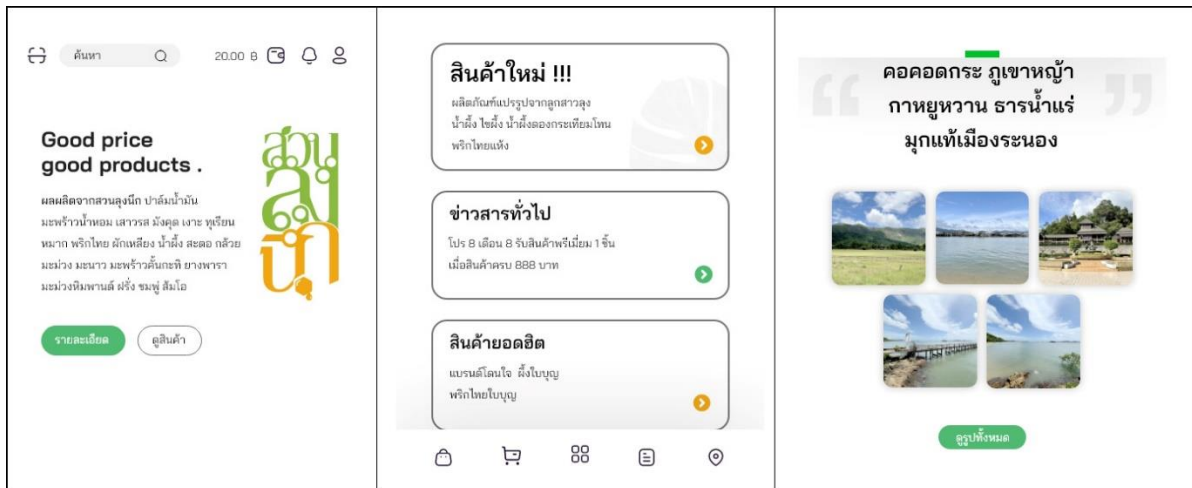 ค้นหา
20.00 ฿
Good price
good products .
ผลผลิตจากสวนลุงนึก ปาล์มน้ำมัน
มะพร้าวน้ำหอม เสาวรส มังคุด เงาะ ทุเรียน
หมาก พริกไทย ผักเหลียง น้ำผึ้ง สะตอ กล้วย
มะม่วง มะนาว มะพร้าวคั้นกะทิ ยางพารา
มะม่วงหิมพานต์ ฝรั่ง ชมพู่ ส้มโอ
สวน
ลุง
นึก
รายละเอียด
ดูสินค้า
สินค้าใหม่ !!!
ผลิตภัณฑ์แปรรูปจากลูกสาวลุง
น้ำผึ้ง ไขผึ้ง น้ำผึ้งดองกระเทียมโทน
พริกไทยแห้ง
ข่าวสารทั่วไป
โปร 8 เดือน 8 รับสินค้าพรีเมี่ยม 1 ชิ้น
เมื่อสินค้าครบ 888 บาท
สินค้ายอดฮิต
แบรนด์โดนใจ ผึ้งใบบุญ
พริกไทยใบบุญ
คอคอดกระ ภูเขาหญ้า
กาหยูหวาน ธารน้ำแร่
มุกแท้เมืองระนอง
ดูรูปทั้งหมด